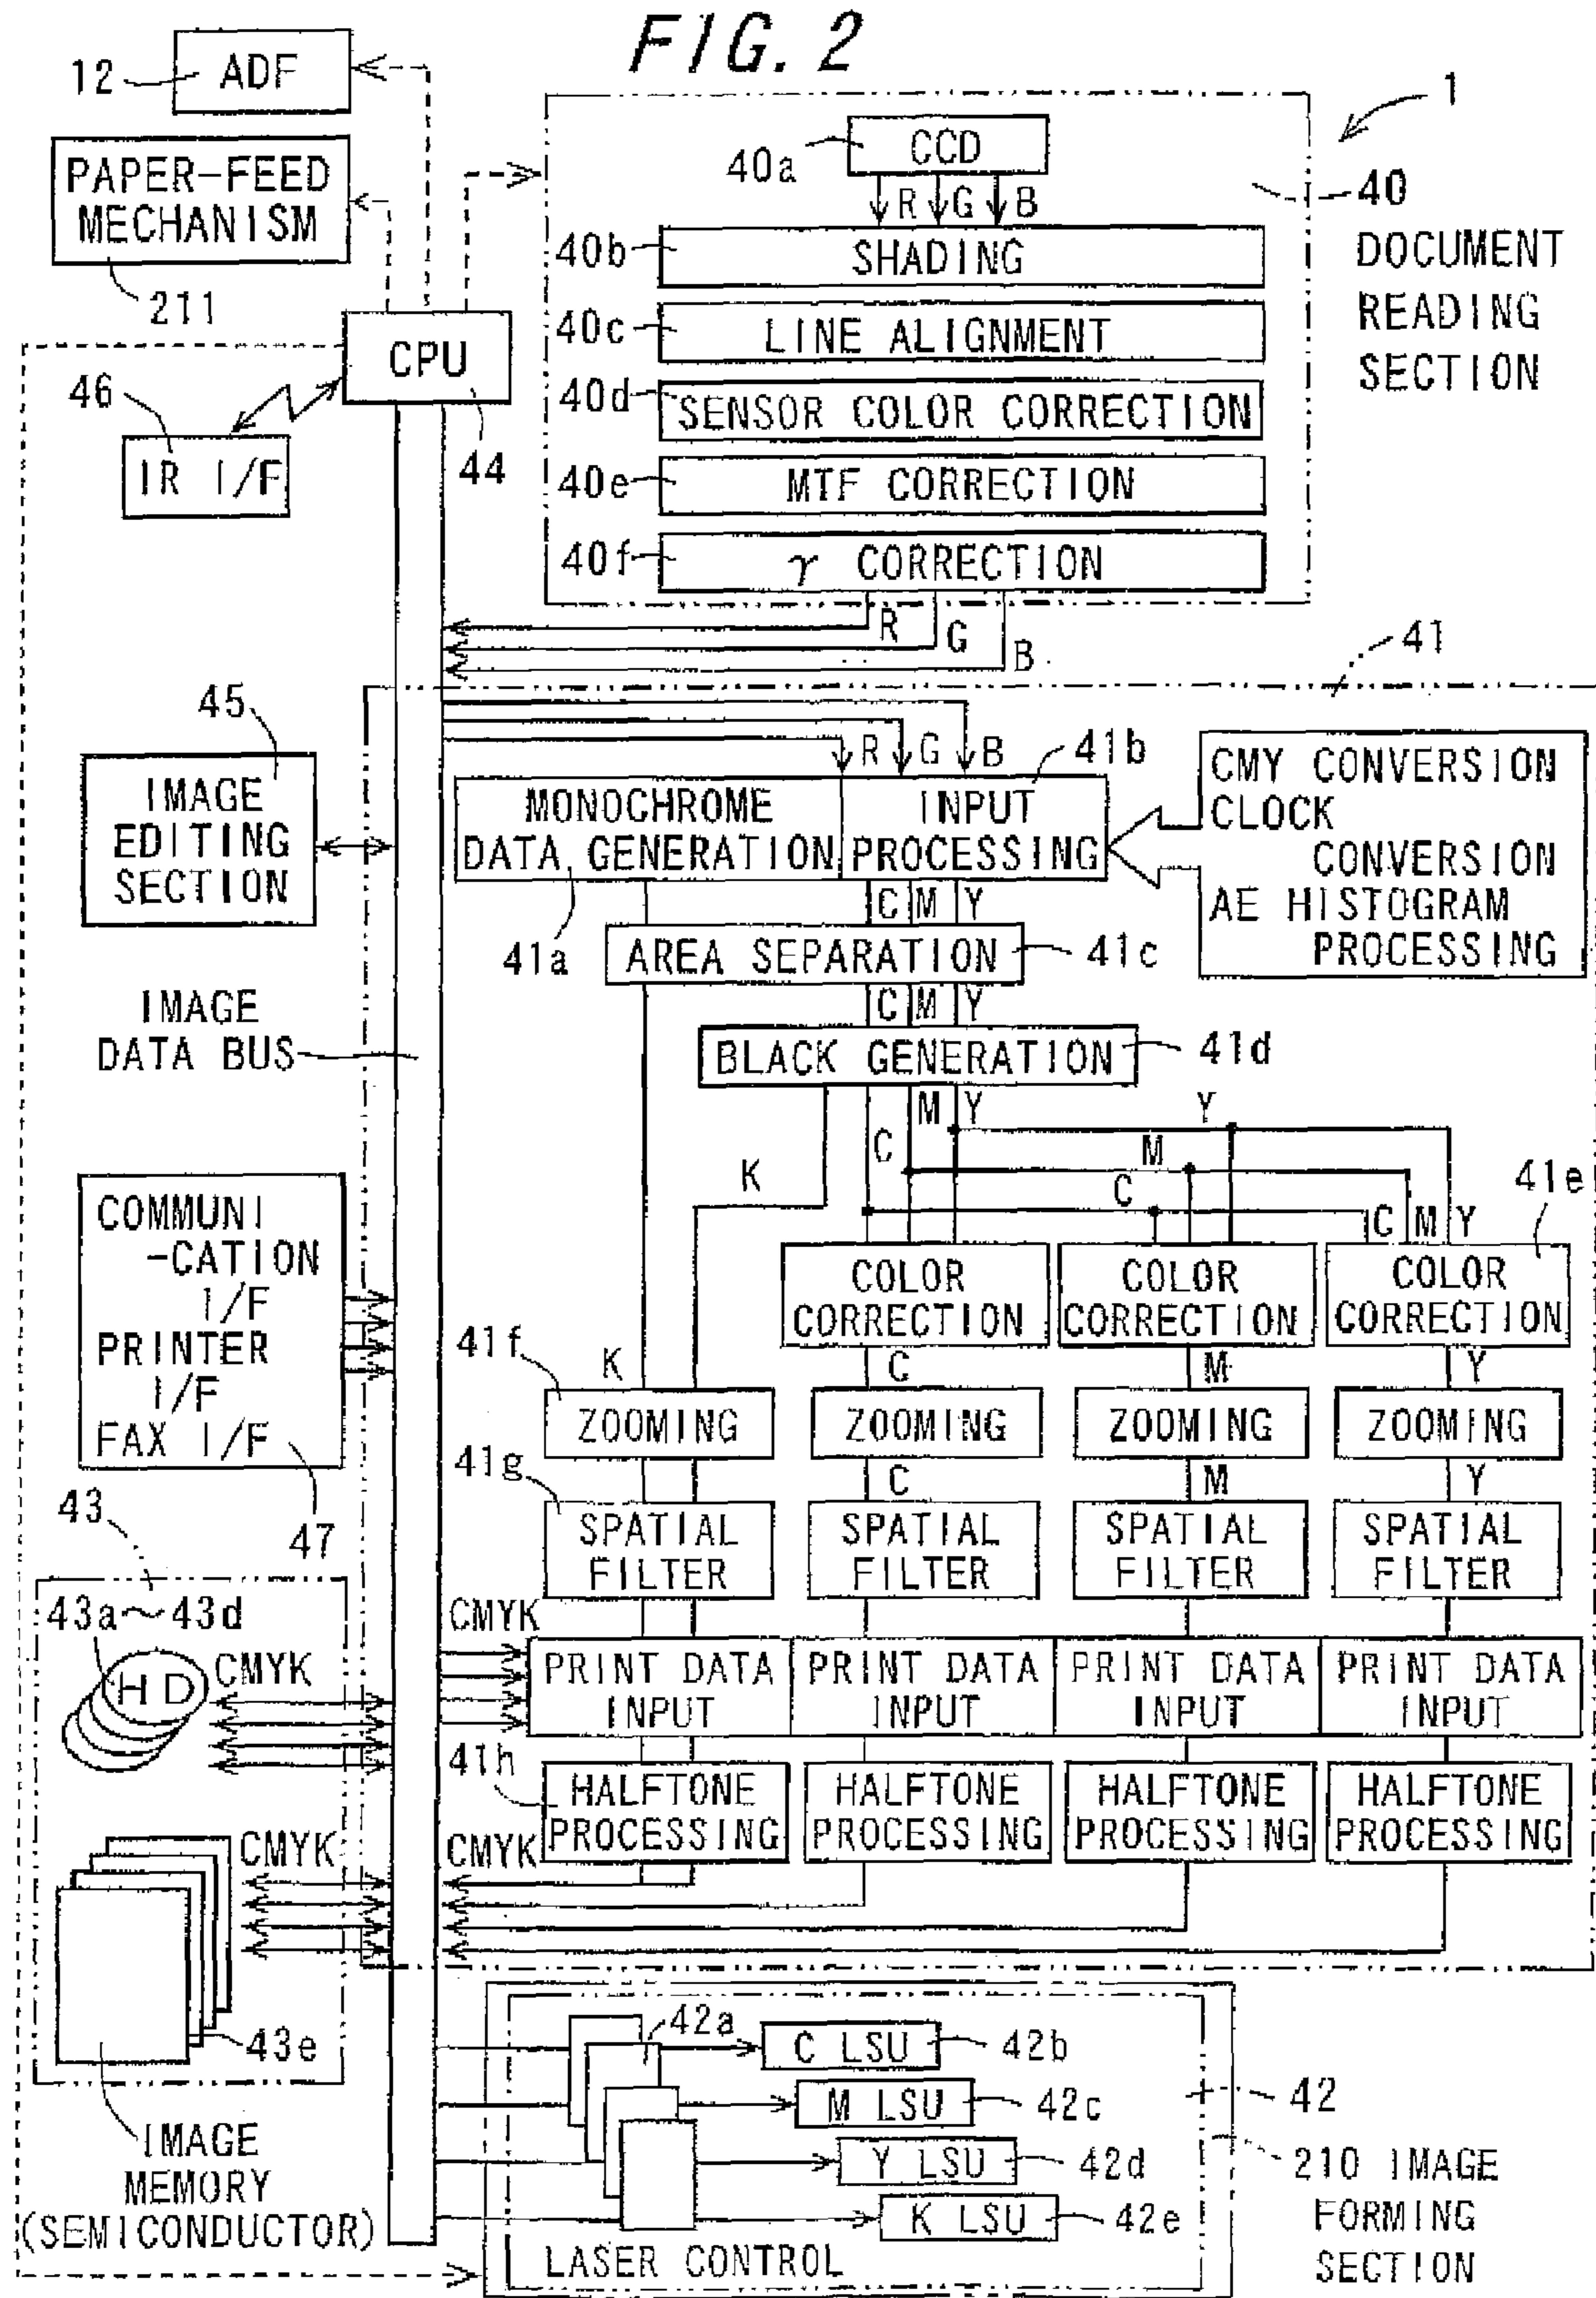 FIG. 2
12
ADF
1
PAPER-FEED
MECHANISM
211
CCD
40a
R G B
40
DOCUMENT
READING
SECTION
40b
SHADING
40c
LINE ALIGNMENT
40d
SENSOR COLOR CORRECTION
40e
MTF CORRECTION
40f
γ CORRECTION
R
G
B
CPU
44
46
IR I/F
41
45
IMAGE
EDITING
SECTION
R G B
41b
MONOCHROME
DATA GENERATION
41a
INPUT
PROCESSING
CMY CONVERSION
CLOCK
CONVERSION
AE HISTOGRAM
PROCESSING
C M Y
AREA SEPARATION
41c
C M Y
BLACK GENERATION
41d
IMAGE
DATA BUS
M Y
Y
C
M
K
C
41e
C M Y
COMMUNI
-CATION
I/F
PRINTER
I/F
FAX I/F
47
COLOR
CORRECTION
COLOR
CORRECTION
COLOR
CORRECTION
41f
K
C
M
Y
ZOOMING
ZOOMING
ZOOMING
ZOOMING
41g
C
M
Y
SPATIAL
FILTER
SPATIAL
FILTER
SPATIAL
FILTER
SPATIAL
FILTER
43
43a~43d
HD
CMYK
CMYK
PRINT DATA
INPUT
PRINT DATA
INPUT
PRINT DATA
INPUT
PRINT DATA
INPUT
41h
HALFTONE
PROCESSING
HALFTONE
PROCESSING
HALFTONE
PROCESSING
HALFTONE
PROCESSING
CMYK
CMYK
43e
IMAGE
MEMORY
(SEMICONDUCTOR)
42a
C LSU
42b
M LSU
42c
Y LSU
42d
K LSU
42e
LASER CONTROL
42
210 IMAGE
FORMING
SECTION